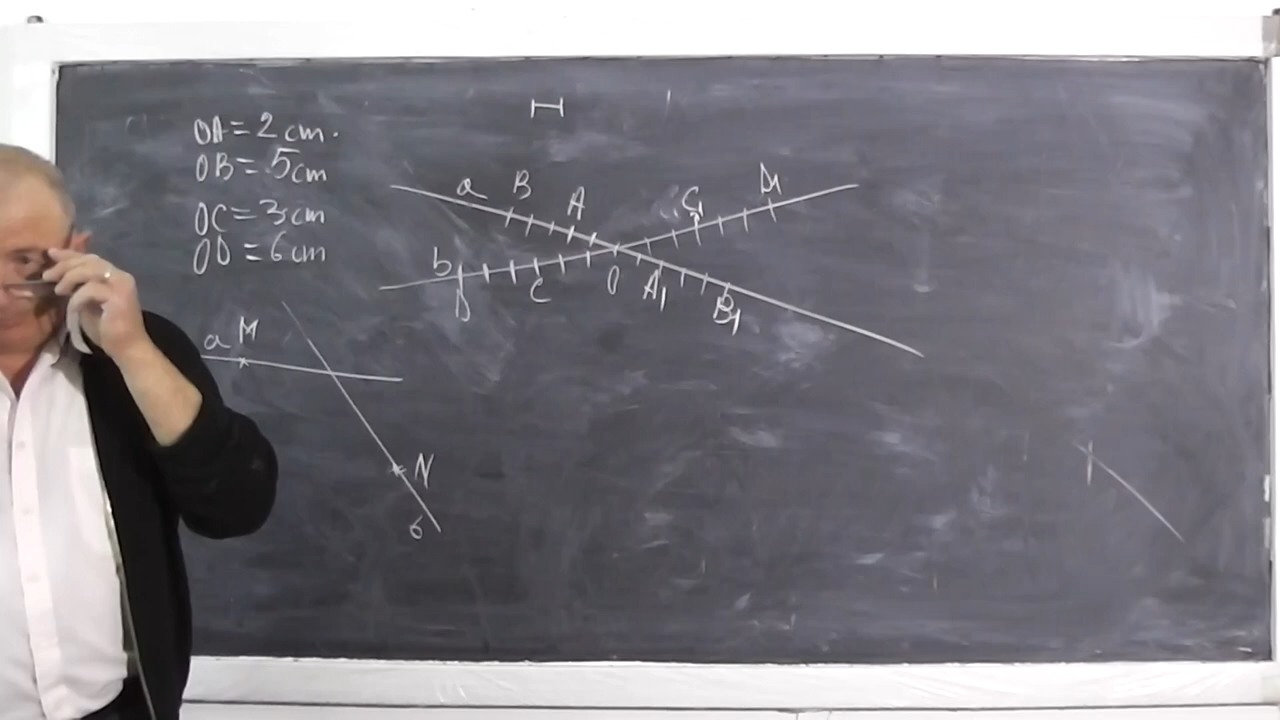 OA = 2 cm.
OB = 5 cm
OC = 3 cm
OD = 6 cm
a B A C₁ D₁
b D C O A₁ B₁
a M
N
b